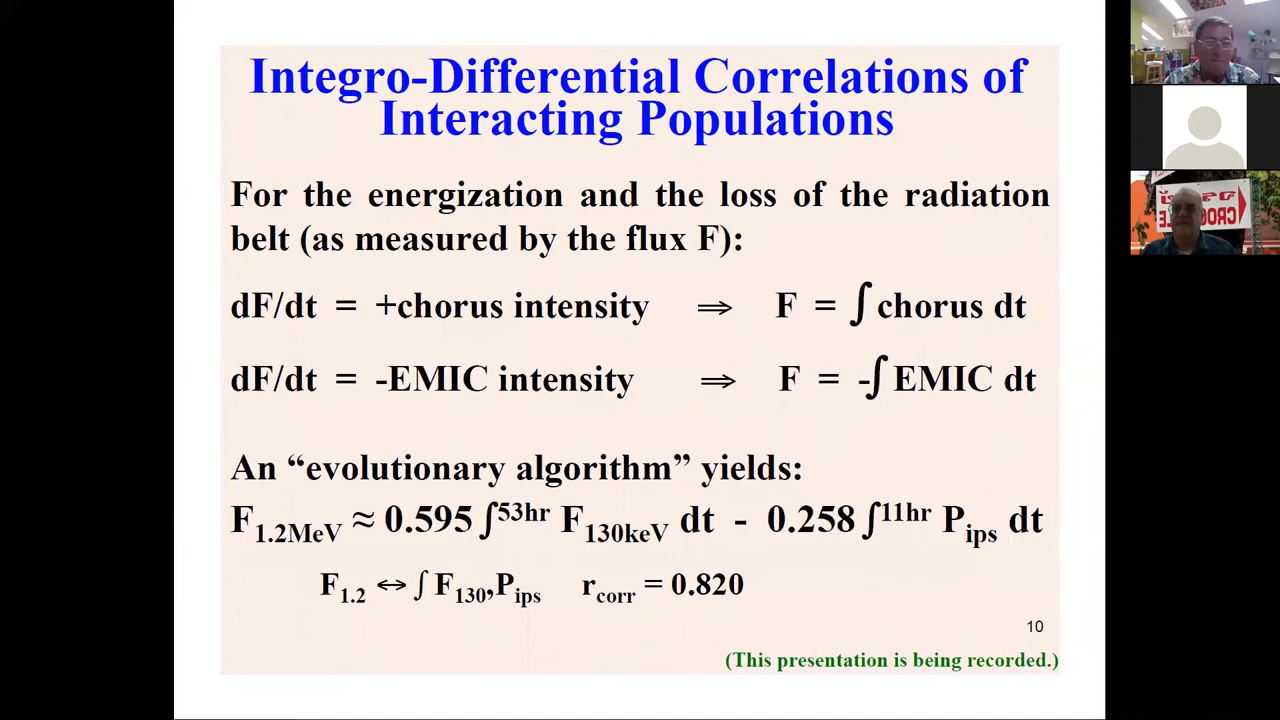 Integro-Differential Correlations of
Interacting Populations
For the energization and the loss of the radiation
belt (as measured by the flux F):
dF/dt = +chorus intensity ⇒ F = ∫ chorus dt
dF/dt = -EMIC intensity ⇒ F = -∫ EMIC dt
An “evolutionary algorithm” yields:
F₁.₂MeV ≈ 0.595 ∫⁵³ʰʳ F₁₃₀keV dt - 0.258 ∫¹¹ʰʳ Pips dt
F₁.₂ ↔ ∫ F₁₃₀,Pips rcorr = 0.820
10
(This presentation is being recorded.)